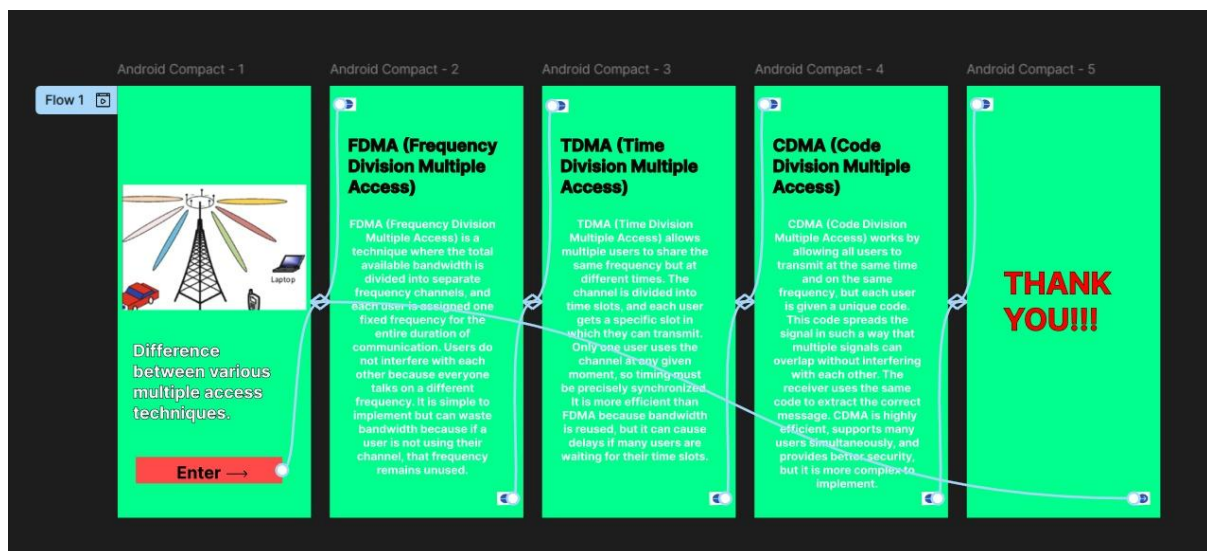 Android Compact - 1
Android Compact - 2
Android Compact - 3
Android Compact - 4
Android Compact - 5
Flow 1
Laptop
Difference
between various
multiple access
techniques.
Enter →
FDMA (Frequency
Division Multiple
Access)
FDMA (Frequency Division
Multiple Access) is a
technique where the total
available bandwidth is
divided into separate
frequency channels, and
each user is assigned one
fixed frequency for the
entire duration of
communication. Users do
not interfere with each
other because everyone
talks on a different
frequency. It is simple to
implement but can waste
bandwidth because if a
user is not using their
channel, that frequency
remains unused.
TDMA (Time
Division Multiple
Access)
TDMA (Time Division
Multiple Access) allows
multiple users to share the
same frequency but at
different times. The
channel is divided into
time slots, and each user
gets a specific slot in
which they can transmit.
Only one user uses the
channel at any given
moment, so timing must
be precisely synchronized.
It is more efficient than
FDMA because bandwidth
is reused, but it can cause
delays if many users are
waiting for their time slots.
CDMA (Code
Division Multiple
Access)
CDMA (Code Division
Multiple Access) works by
allowing all users to
transmit at the same time
and on the same
frequency, but each user
is given a unique code.
This code spreads the
signal in such a way that
multiple signals can
overlap without interfering
with each other. The
receiver uses the same
code to extract the correct
message. CDMA is highly
efficient, supports many
users simultaneously, and
provides better security,
but it is more complex to
implement.
THANK
YOU!!!